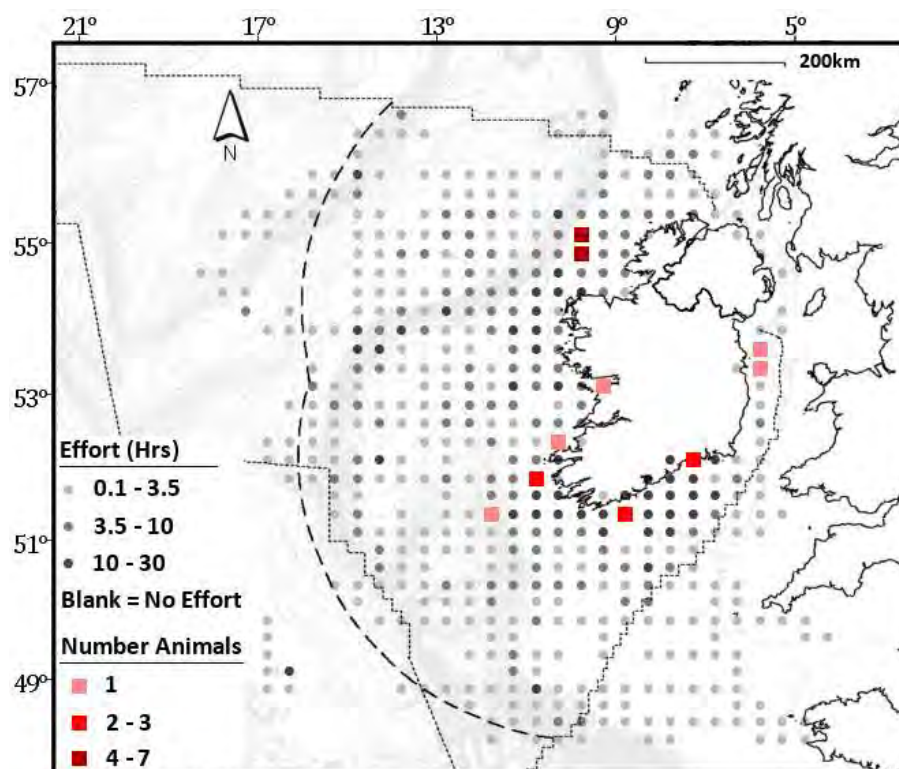 21º 17º 13º 9º 5º
57º
200km
N
55º
53º
Effort (Hrs)
0.1 - 3.5
3.5 - 10
51º
10 - 30
Blank = No Effort
Number Animals
49º
1
2 - 3
4 - 7